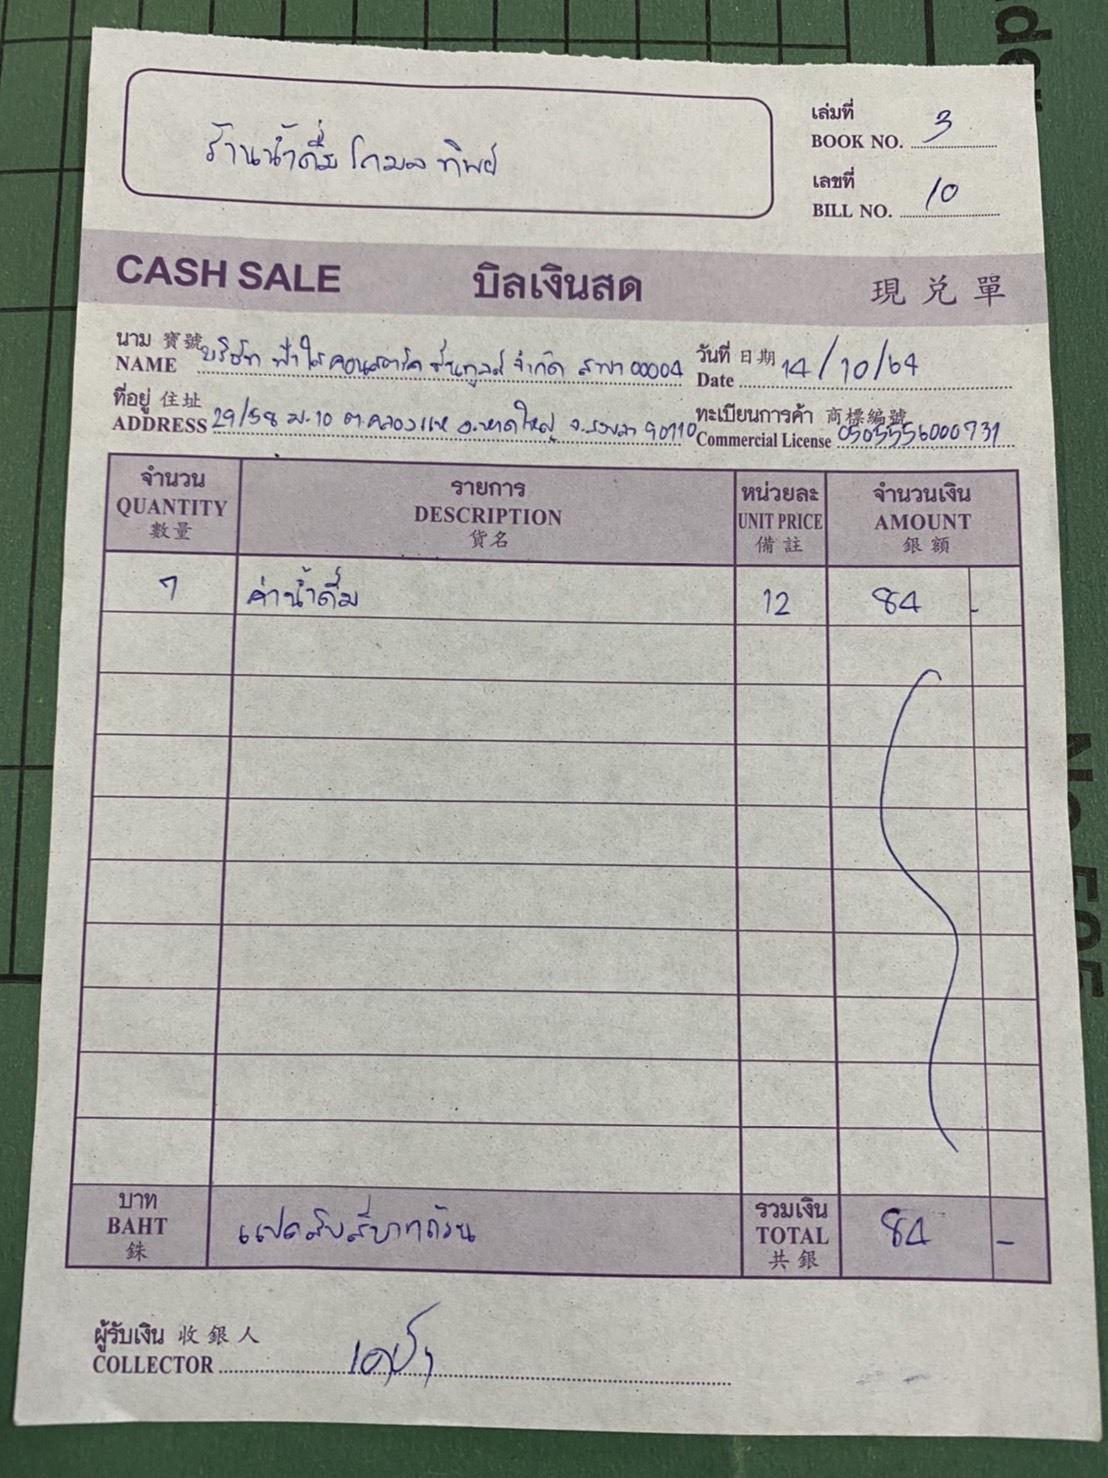 ร้านน้ำดื่ม โกมลทิพย์
เล่มที่
BOOK NO. 3
เลขที่
BILL NO. 10
CASH SALE บิลเงินสด 現兑單
นาม 寶號
NAME บริษัท ฟ้าใสคอนสตรัค จำกัด สาขา 00004
วันที่ 日期
Date 14/10/64
ที่อยู่ 住址
ADDRESS 29/58 ม.10 ต.คลองแห อ.หาดใหญ่ จ.สงขลา 90110
ทะเบียนการค้า 商標編號
Commercial License 0505556000731
จำนวน รายการ หน่วยละ จำนวนเงิน
QUANTITY DESCRIPTION UNIT PRICE AMOUNT
數量 貨名 備註 銀額
7 ค่าน้ำดื่ม 12 84 -
บาท
BAHT แปดสิบสี่บาทถ้วน
銖
รวมเงิน
TOTAL 84 -
共銀
ผู้รับเงิน 收銀人
COLLECTOR
der
No.